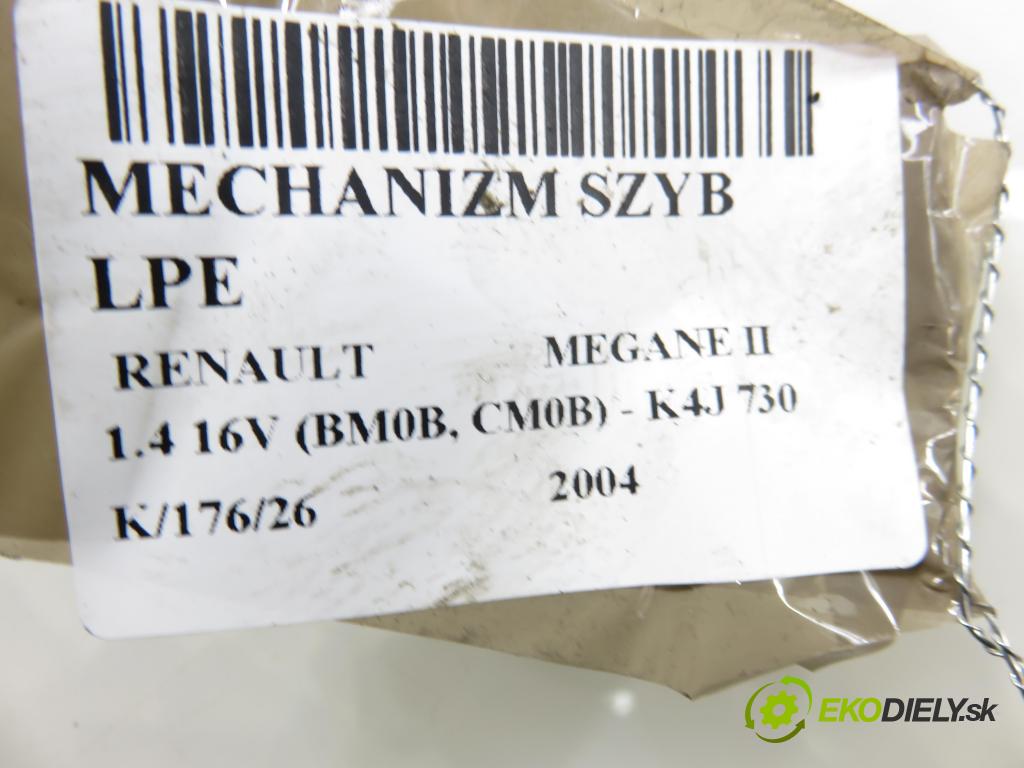 MECHANIZM SZYB
LPE
RENAULT MEGANE II
1.4 16V (BM0B, CM0B) - K4J 730
K/176/26 2004
EKODIELY.sk